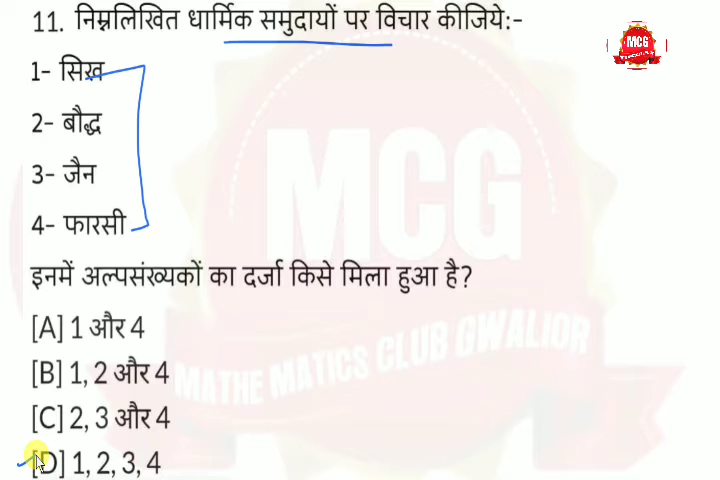 11. निम्नलिखित धार्मिक समुदायों पर विचार कीजिये:-
MCG
1- सिख
2- बौद्ध
3- जैन
4- फारसी
MCG
इनमें अल्पसंख्यकों का दर्जा किसे मिला हुआ है?
[A] 1 और 4
[B] 1, 2 और 4
[C] 2, 3 और 4
[D] 1, 2, 3, 4
MATHE MATICS CLUB GWALIOR